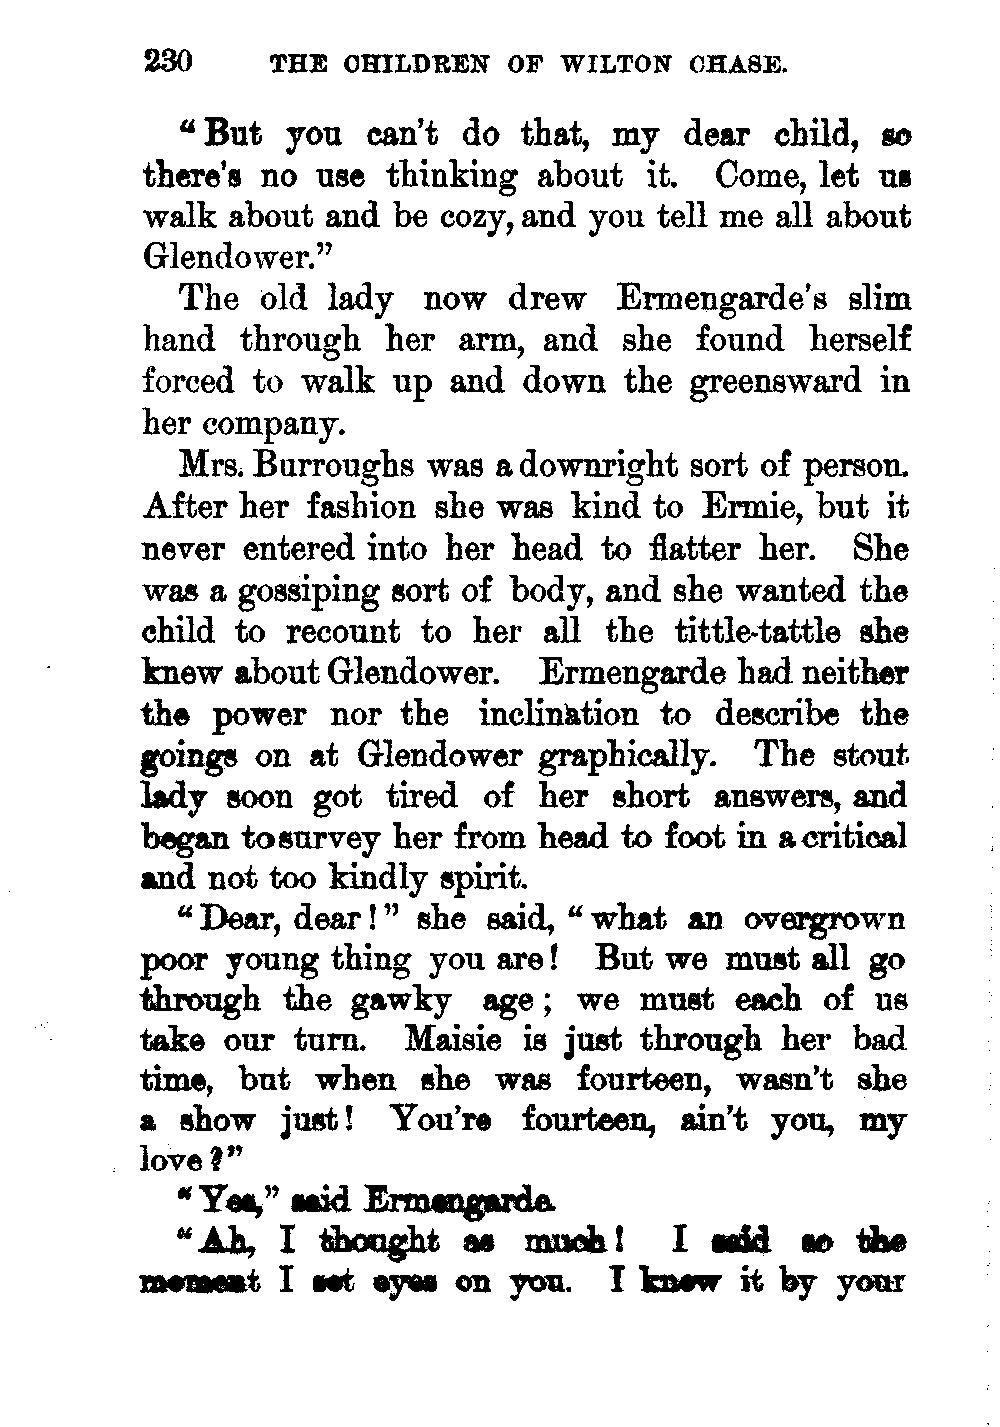 230 THE CHILDREN OF WILTON CHASE.
“But you can’t do that, my dear child, so
there’s no use thinking about it. Come, let us
walk about and be cozy, and you tell me all about
Glendower.”
The old lady now drew Ermengarde’s slim
hand through her arm, and she found herself
forced to walk up and down the greensward in
her company.
Mrs. Burroughs was a downright sort of person.
After her fashion she was kind to Ermie, but it
never entered into her head to flatter her. She
was a gossiping sort of body, and she wanted the
child to recount to her all the tittle-tattle she
knew about Glendower. Ermengarde had neither
the power nor the inclination to describe the
goings on at Glendower graphically. The stout
lady soon got tired of her short answers, and
began to survey her from head to foot in a critical
and not too kindly spirit.
“Dear, dear!” she said, “what an overgrown
poor young thing you are! But we must all go
through the gawky age; we must each of us
take our turn. Maisie is just through her bad
time, but when she was fourteen, wasn’t she
a show just! You’re fourteen, ain’t you, my
love?”
“Yes,” said Ermengarde.
“Ah, I thought as much! I said so the
moment I set eyes on you. I knew it by your